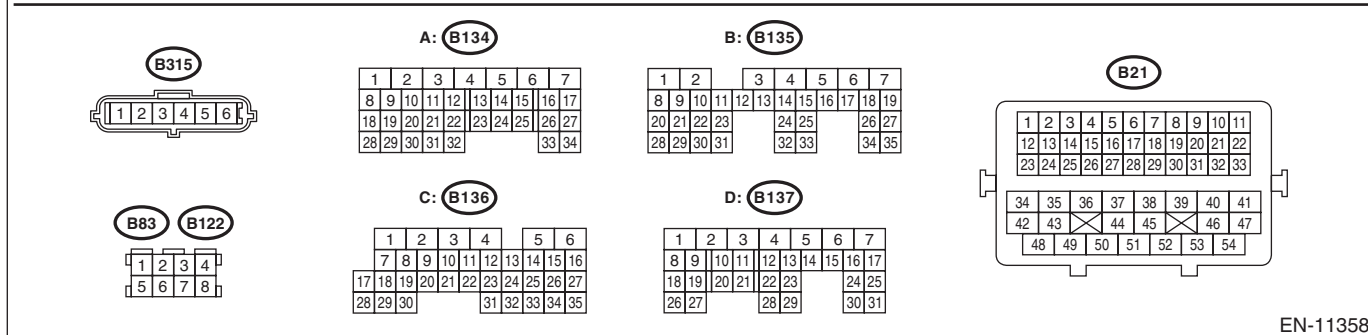 B315
1 2 3 4 5 6
B83 B122
1 2 3 4
5 6 7 8
A: B134
1 2 3 4 5 6 7
8 9 10 11 12 13 14 15 16 17
18 19 20 21 22 23 24 25 26 27
28 29 30 31 32 33 34
C: B136
1 2 3 4 5 6
7 8 9 10 11 12 13 14 15 16
17 18 19 20 21 22 23 24 25 26 27
28 29 30 31 32 33 34 35
B: B135
1 2 3 4 5 6 7
8 9 10 11 12 13 14 15 16 17 18 19
20 21 22 23 24 25 26 27
28 29 30 31 32 33 34 35
D: B137
1 2 3 4 5 6 7
8 9 10 11 12 13 14 15 16 17
18 19 20 21 22 23 24 25
26 27 28 29 30 31
B21
1 2 3 4 5 6 7 8 9 10 11
12 13 14 15 16 17 18 19 20 21 22
23 24 25 26 27 28 29 30 31 32 33
34 35 36 37 38 39 40 41
42 43 44 45 46 47
48 49 50 51 52 53 54
EN-11358